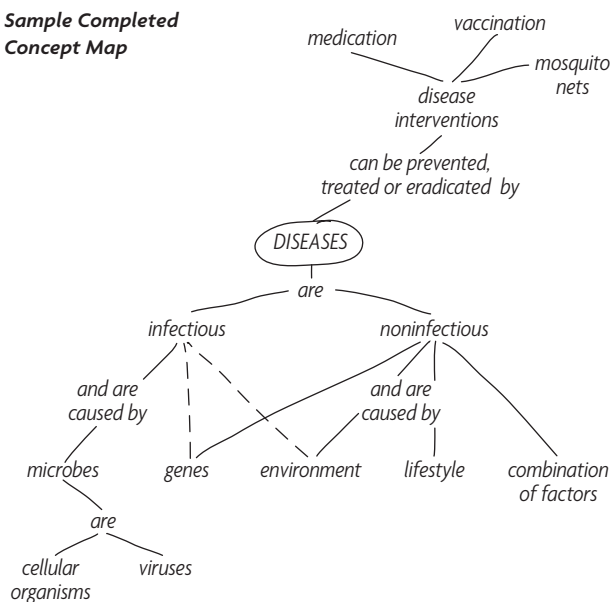 Sample Completed
Concept Map
medication
vaccination
mosquito
nets
disease
interventions
can be prevented,
treated or eradicated by
DISEASES
are
infectious
noninfectious
and are
caused by
and are
caused by
microbes
genes
environment
lifestyle
combination
of factors
are
cellular
organisms
viruses